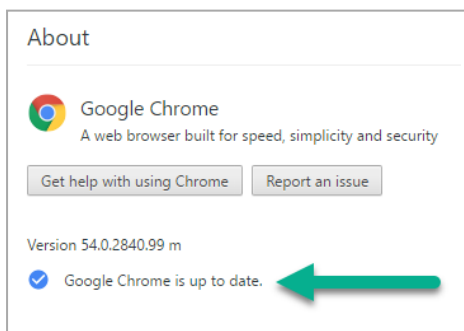 About
Google Chrome
A web browser built for speed, simplicity and security
Get help with using Chrome
Report an issue
Version 54.0.2840.99 m
Google Chrome is up to date.